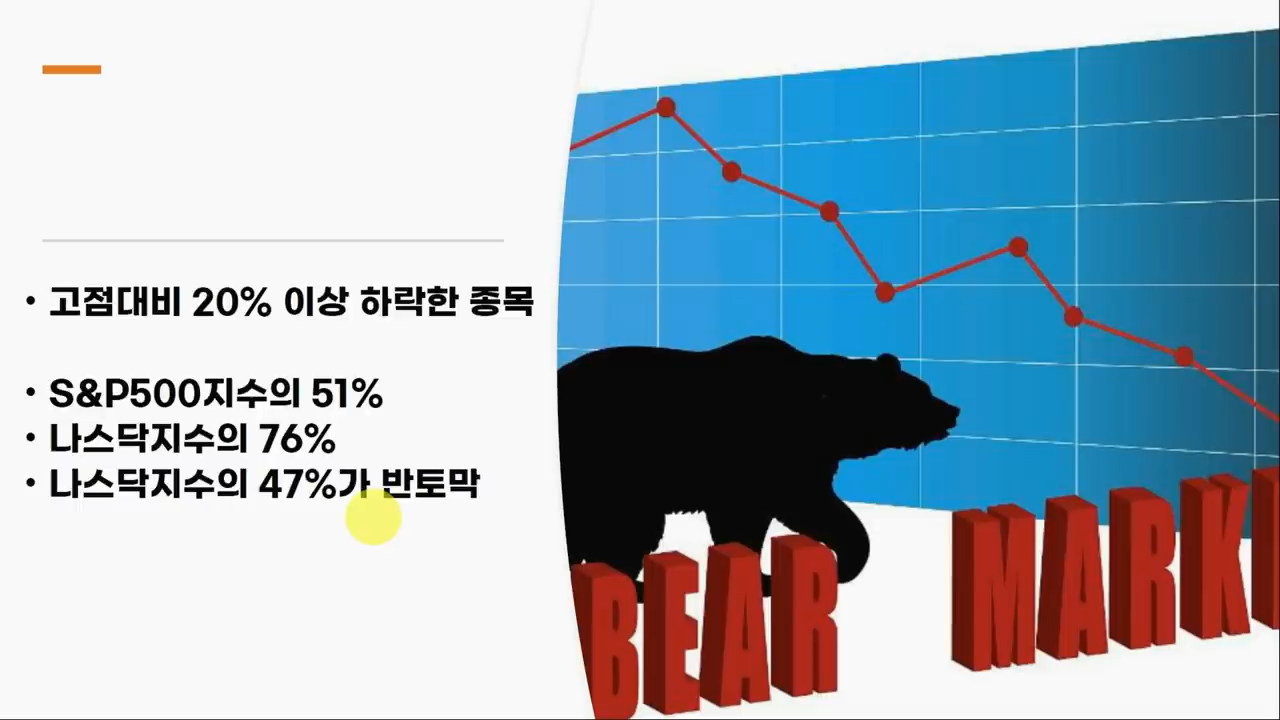 • 고점대비 20% 이상 하락한 종목
• S&P500지수의 51%
• 나스닥지수의 76%
• 나스닥지수의 47%가 반토막
BEAR MARK